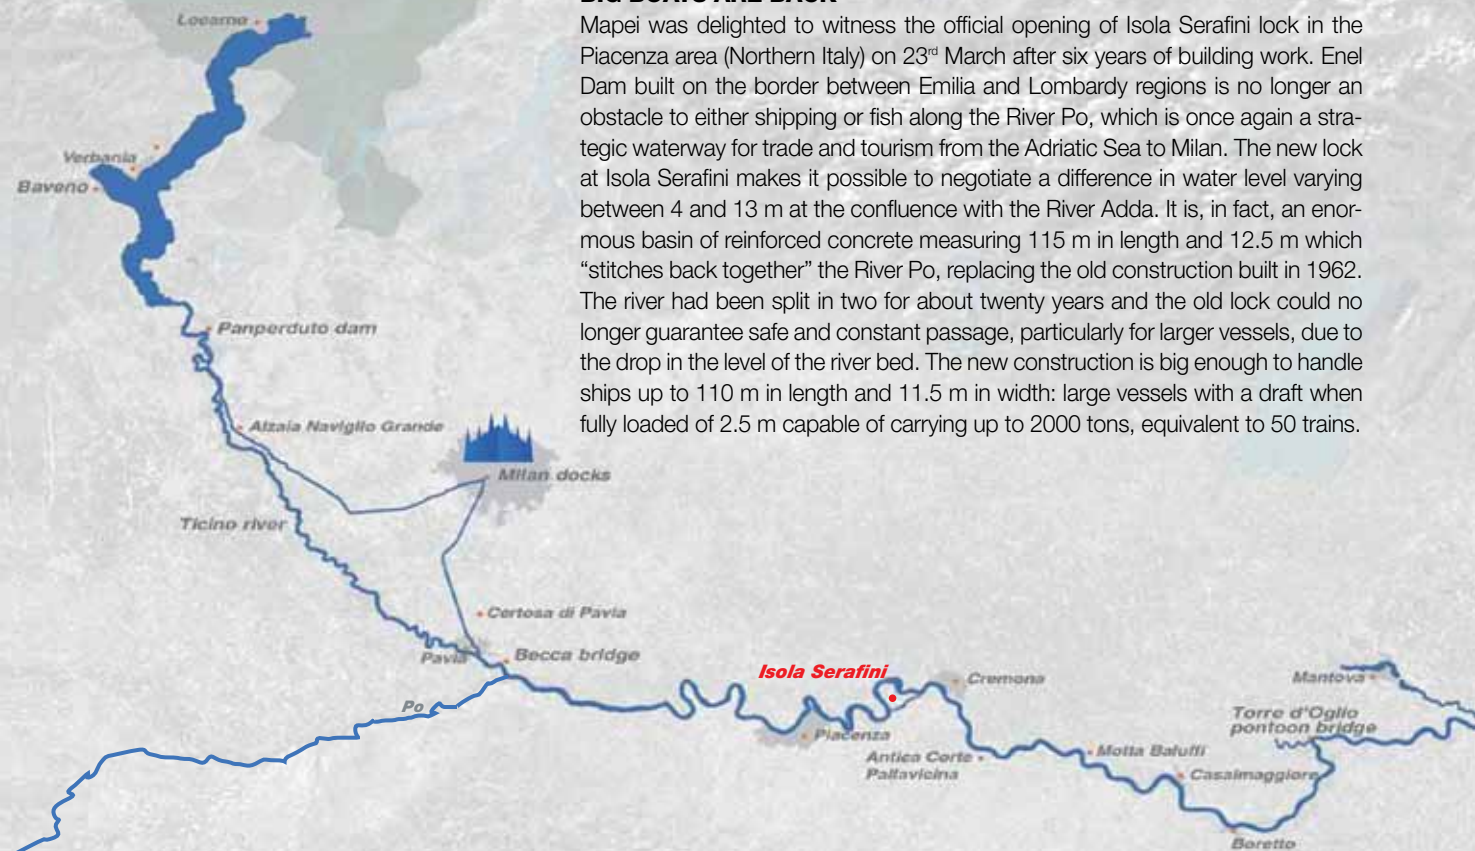 BIG BOATS ARE BACK
Mapei was delighted to witness the official opening of Isola Serafini lock in the
Piacenza area (Northern Italy) on 23rd March after six years of building work. Enel
Dam built on the border between Emilia and Lombardy regions is no longer an
obstacle to either shipping or fish along the River Po, which is once again a stra-
tegic waterway for trade and tourism from the Adriatic Sea to Milan. The new lock
at Isola Serafini makes it possible to negotiate a difference in water level varying
between 4 and 13 m at the confluence with the River Adda. It is, in fact, an enor-
mous basin of reinforced concrete measuring 115 m in length and 12.5 m which
“stitches back together” the River Po, replacing the old construction built in 1962.
The river had been split in two for about twenty years and the old lock could no
longer guarantee safe and constant passage, particularly for larger vessels, due to
the drop in the level of the river bed. The new construction is big enough to handle
ships up to 110 m in length and 11.5 m in width: large vessels with a draft when
fully loaded of 2.5 m capable of carrying up to 2000 tons, equivalent to 50 trains.
Locarno
Verbania
Baveno
Panperduto dam
Alzaia Naviglio Grande
Milan docks
Ticino river
Certosa di Pavia
Pavia
Becca bridge
Po
Isola Serafini
Cremona
Piacenza
Antica Corte
Pallavicina
Motta Baluffi
Casalmaggiore
Mantova
Torre d'Oglio
pontoon bridge
Boretto